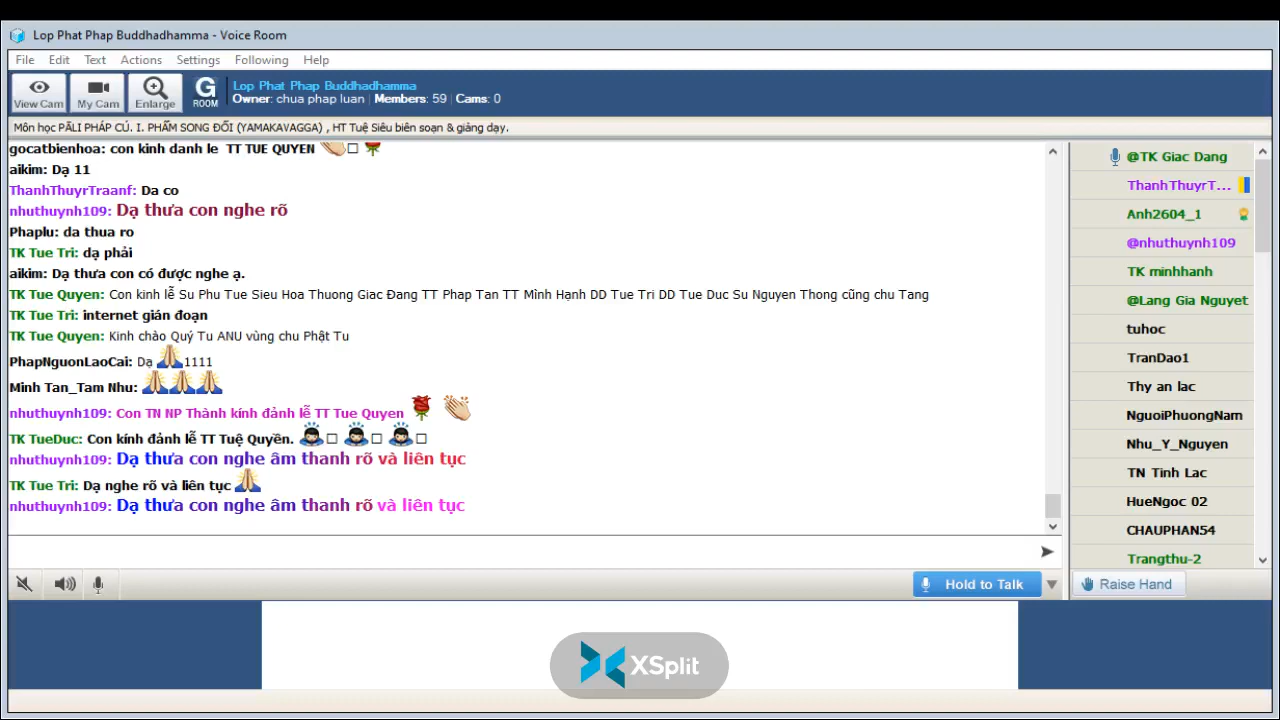 Lop Phat Phap Buddhadhamma - Voice Room
File Edit Text Actions Settings Following Help
View Cam My Cam Enlarge G ROOM
Lop Phat Phap Buddhadhamma
Owner: chua phap luan | Members: 59 | Cams: 0
Môn học PĀLI PHÁP CÚ. I. PHẨM SONG ĐỐI (YAMAKAVAGGA) , HT Tuệ Siêu biên soạn & giảng dạy.
gocatbienhoa: con kinh danh le TT TUE QUYEN
aikim: Dạ 11
ThanhThuyrTraanf: Da co
nhuthuynh109: Dạ thưa con nghe rõ
Phaplu: da thua ro
TK Tue Tri: dạ phải
aikim: Dạ thưa con có được nghe ạ.
TK Tue Quyen: Con kinh lễ Su Phu Tue Sieu Hoa Thuong Giac Đang TT Phap Tan TT Mình Hạnh DD Tue Tri DD Tue Duc Su Nguyen Thong cũng chu Tang
TK Tue Tri: internet gián đoạn
TK Tue Quyen: Kinh chào Quý Tu ANU vùng chu Phật Tu
PhapNguonLaoCai: Dạ 1111
Minh Tan_Tam Nhu:
nhuthuynh109: Con TN NP Thành kính đảnh lễ TT Tue Quyen
TK TueDuc: Con kính đảnh lễ TT Tuệ Quyền.
nhuthuynh109: Dạ thưa con nghe âm thanh rõ và liên tục
TK Tue Tri: Dạ nghe rõ và liên tục
nhuthuynh109: Dạ thưa con nghe âm thanh rõ và liên tục
@TK Giac Dang
ThanhThuyrT...
Anh2604_1
@nhuthuynh109
TK minhhanh
@Lang Gia Nguyet
tuhoc
TranDao1
Thy an lac
NguoiPhuongNam
Nhu_Y_Nguyen
TN Tinh Lac
HueNgoc 02
CHAUPHAN54
Trangthu-2
Hold to Talk
Raise Hand
XSplit